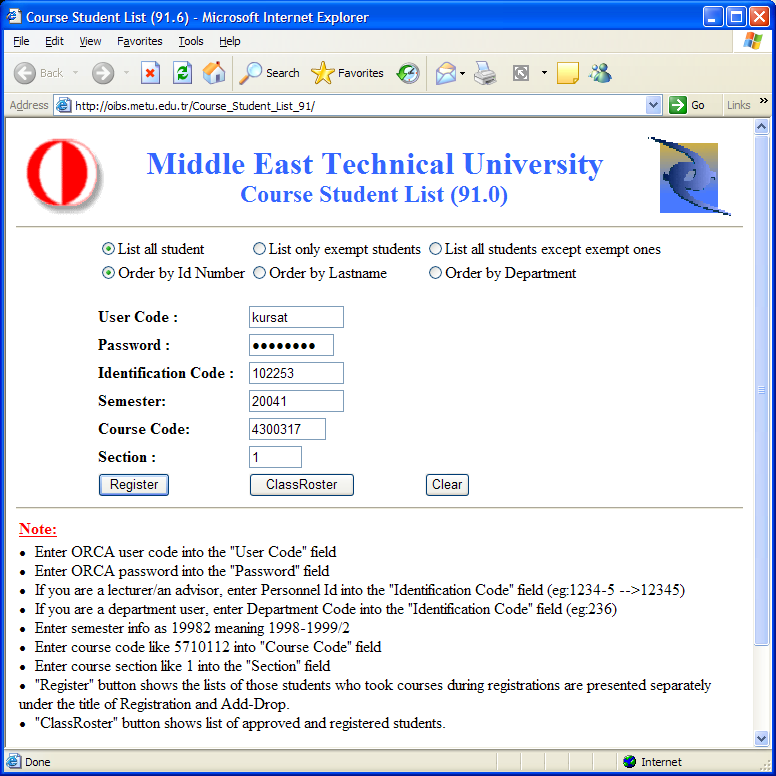 Course Student List (91.6) - Microsoft Internet Explorer
File Edit View Favorites Tools Help
Back Search Favorites
Address http://oibs.metu.edu.tr/Course_Student_List_91/ Go Links »
Middle East Technical University
Course Student List (91.0)
List all student List only exempt students List all students except exempt ones
Order by Id Number Order by Lastname Order by Department
User Code : kursat
Password : ●●●●●●●●
Identification Code : 102253
Semester: 20041
Course Code: 4300317
Section : 1
Register ClassRoster Clear
Note:
• Enter ORCA user code into the "User Code" field
• Enter ORCA password into the "Password" field
• If you are a lecturer/an advisor, enter Personnel Id into the "Identification Code" field (eg:1234-5 -->12345)
• If you are a department user, enter Department Code into the "Identification Code" field (eg:236)
• Enter semester info as 19982 meaning 1998-1999/2
• Enter course code like 5710112 into "Course Code" field
• Enter course section like 1 into the "Section" field
• "Register" button shows the lists of those students who took courses during registrations are presented separately
under the title of Registration and Add-Drop.
• "ClassRoster" button shows list of approved and registered students.
Done Internet